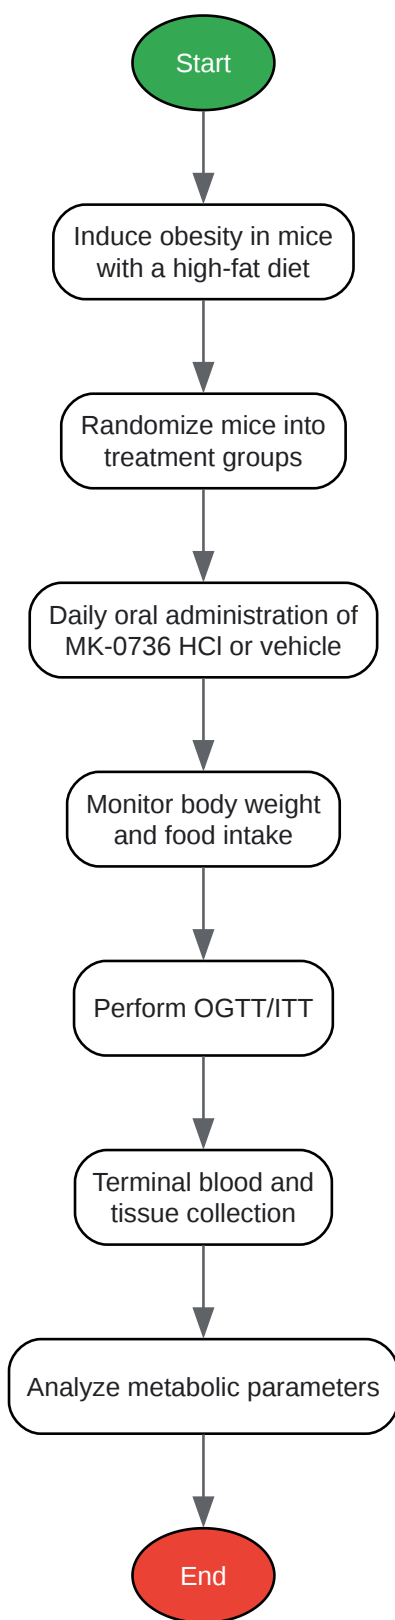 Start
Induce obesity in mice
with a high-fat diet
Randomize mice into
treatment groups
Daily oral administration of
MK-0736 HCl or vehicle
Monitor body weight
and food intake
Perform OGTT/ITT
Terminal blood and
tissue collection
Analyze metabolic parameters
End